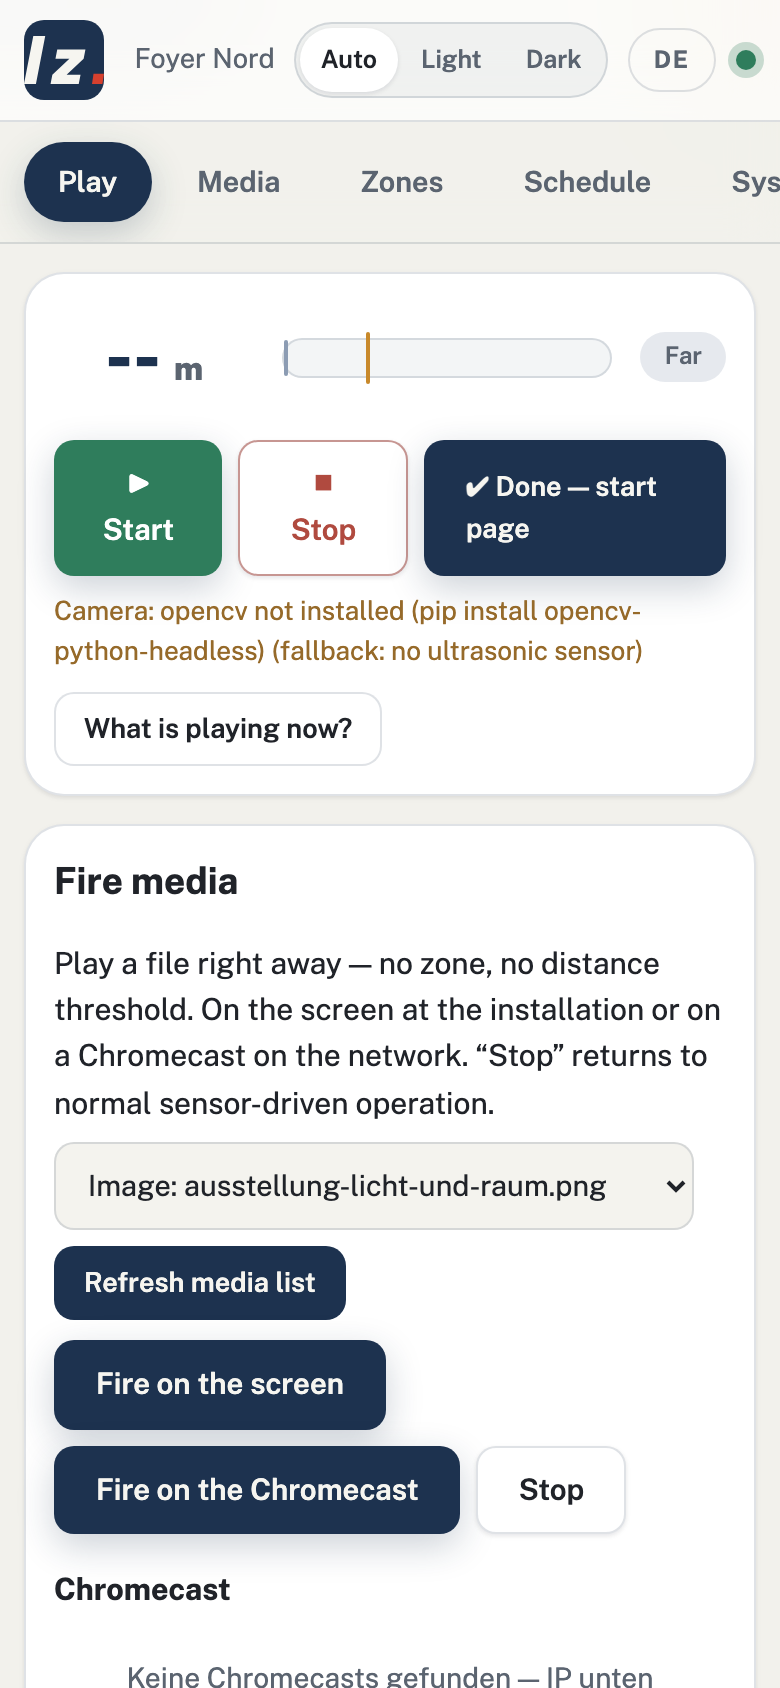 lz.
Foyer Nord
Auto
Light
Dark
DE
Play
Media
Zones
Schedule
Sys
-- m
Far
▶
Start
■
Stop
✔ Done — start
page
Camera: opencv not installed (pip install opencv-
python-headless) (fallback: no ultrasonic sensor)
What is playing now?
Fire media
Play a file right away — no zone, no distance
threshold. On the screen at the installation or on
a Chromecast on the network. “Stop” returns to
normal sensor-driven operation.
Image: ausstellung-licht-und-raum.png
Refresh media list
Fire on the screen
Fire on the Chromecast
Stop
Chromecast
Keine Chromecasts gefunden — IP unten